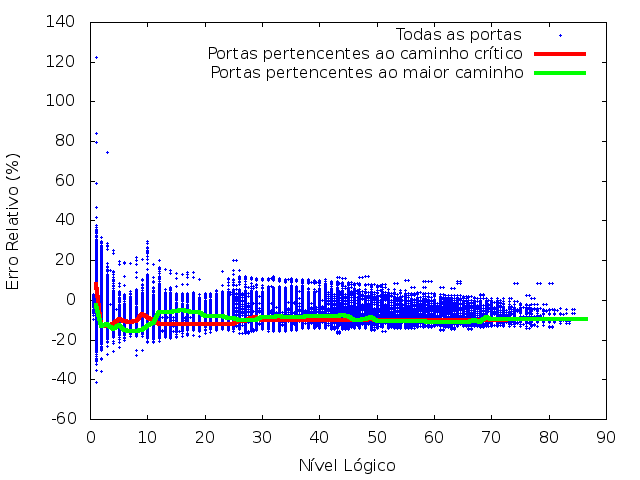 140
120
100
80
60
40
20
0
-20
-40
-60
Erro Relativo (%)
Todas as portas
Portas pertencentes ao caminho crítico
Portas pertencentes ao maior caminho
0 10 20 30 40 50 60 70 80 90
Nível Lógico